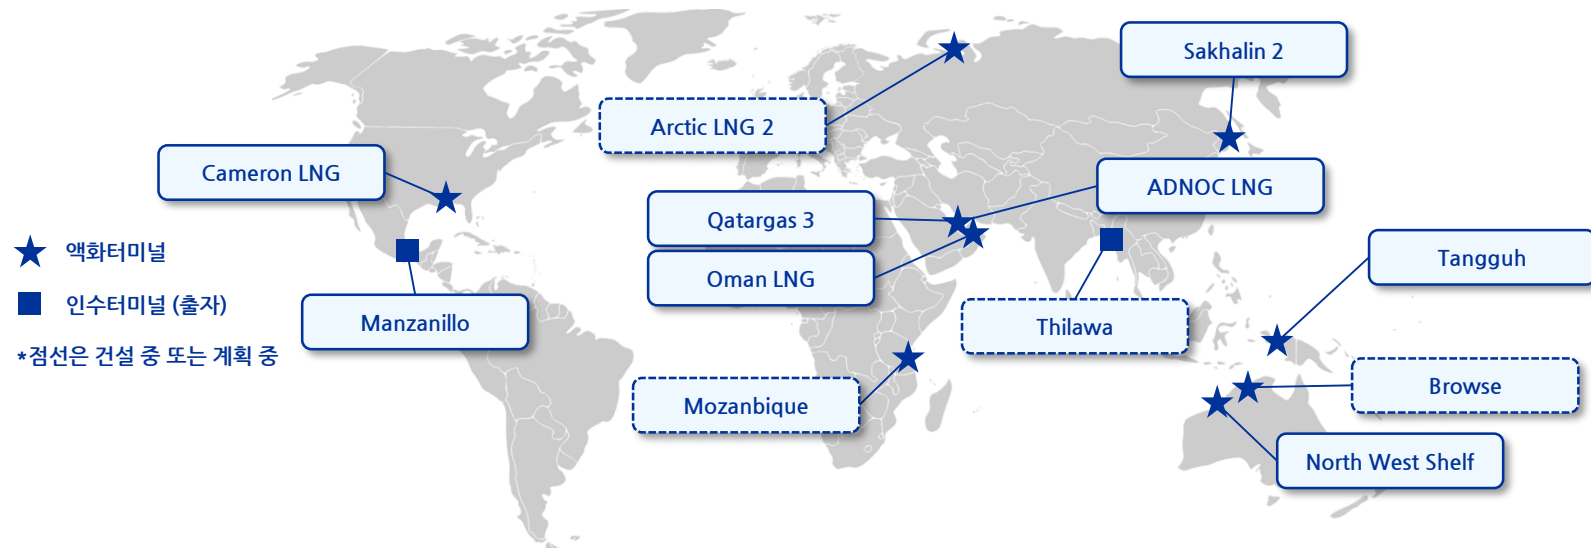 Sakhalin 2
Arctic LNG 2
Cameron LNG
ADNOC LNG
Qatargas 3
액화터미널
Oman LNG
Tangguh
인수터미널 (출자)
Manzanillo
Thilawa
*점선은 건설 중 또는 계획 중
Mozanbique
Browse
North West Shelf